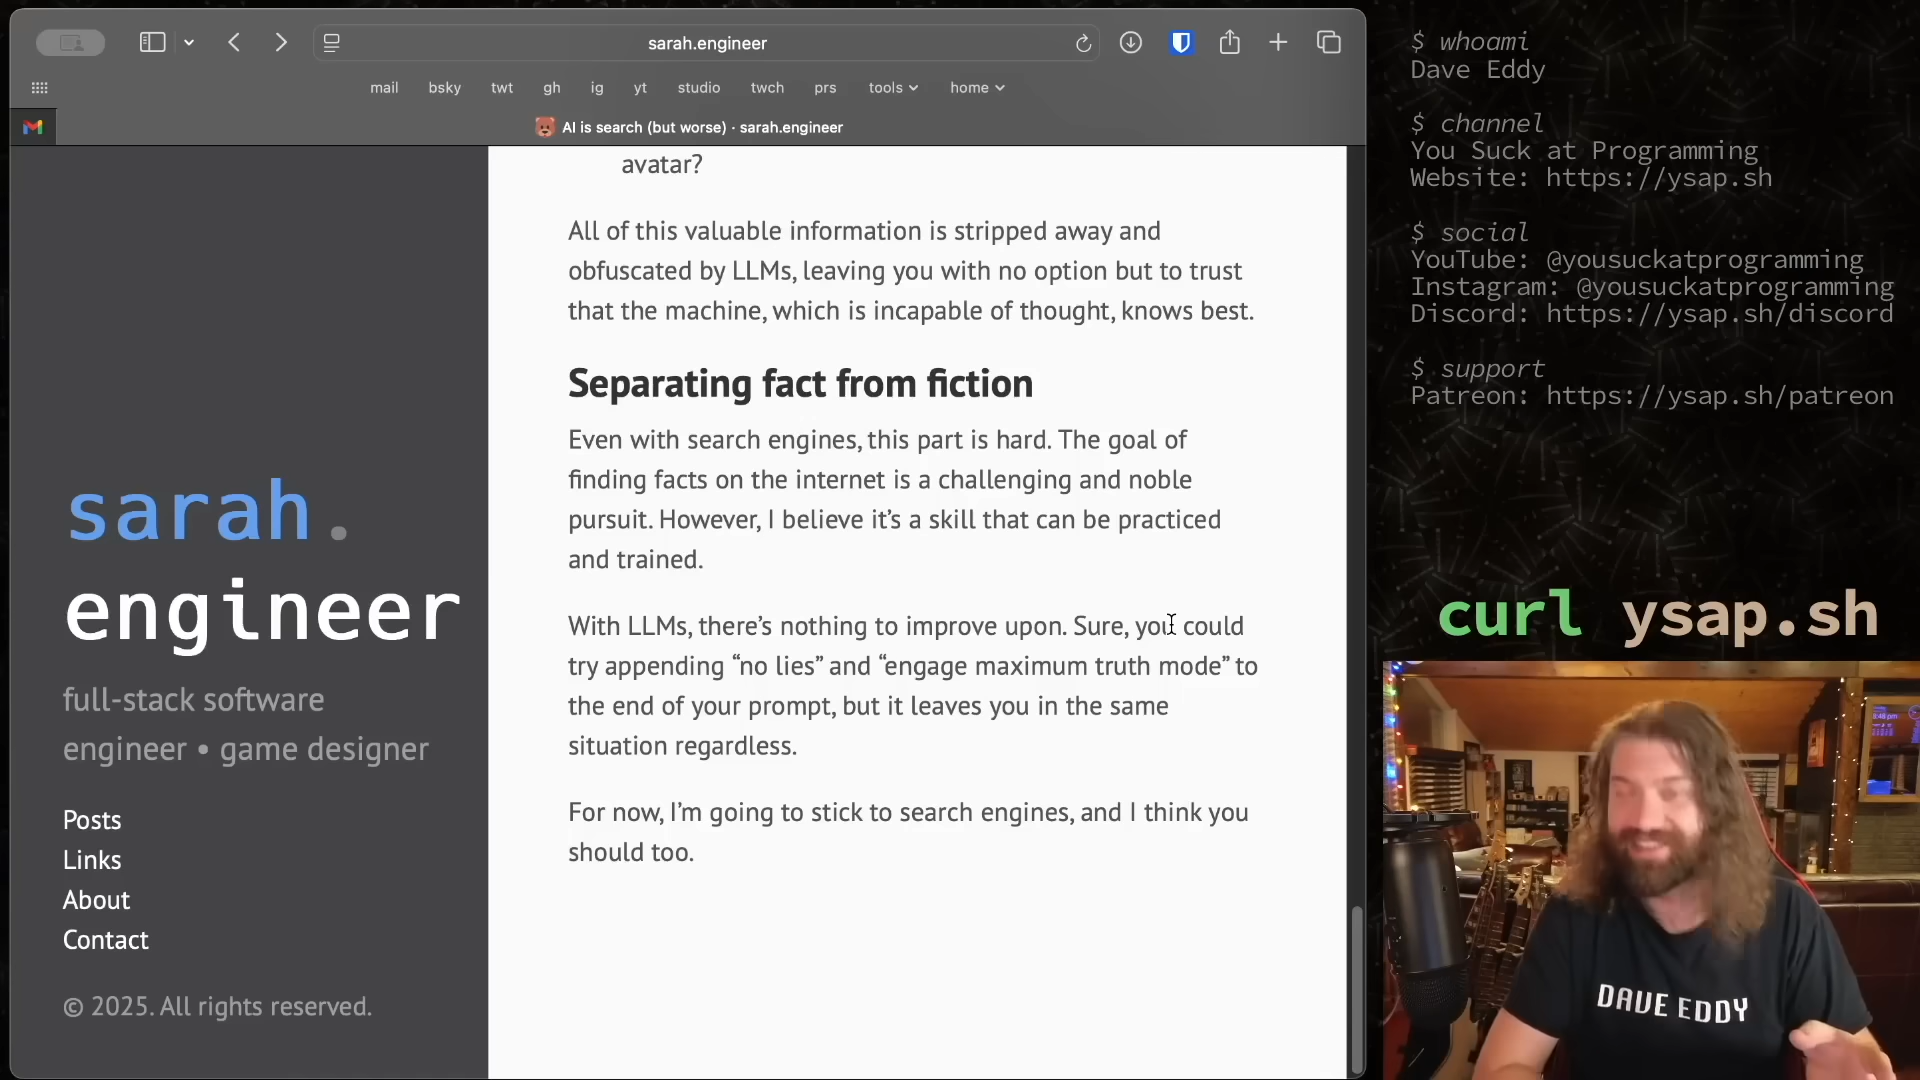 sarah.engineer
mail bsky twt gh ig yt studio twch prs tools home
AI is search (but worse) · sarah.engineer
avatar?
All of this valuable information is stripped away and
obfuscated by LLMs, leaving you with no option but to trust
that the machine, which is incapable of thought, knows best.
Separating fact from fiction
Even with search engines, this part is hard. The goal of
finding facts on the internet is a challenging and noble
pursuit. However, I believe it’s a skill that can be practiced
and trained.
With LLMs, there’s nothing to improve upon. Sure, you could
try appending “no lies” and “engage maximum truth mode” to
the end of your prompt, but it leaves you in the same
situation regardless.
For now, I’m going to stick to search engines, and I think you
should too.
sarah.
engineer
full-stack software
engineer • game designer
Posts
Links
About
Contact
© 2025. All rights reserved.
$ whoami
Dave Eddy
$ channel
You Suck at Programming
Website: https://ysap.sh
$ social
YouTube: @yousuckatprogramming
Instagram: @yousuckatprogramming
Discord: https://ysap.sh/discord
$ support
Patreon: https://ysap.sh/patreon
curl ysap.sh
DAVE EDDY